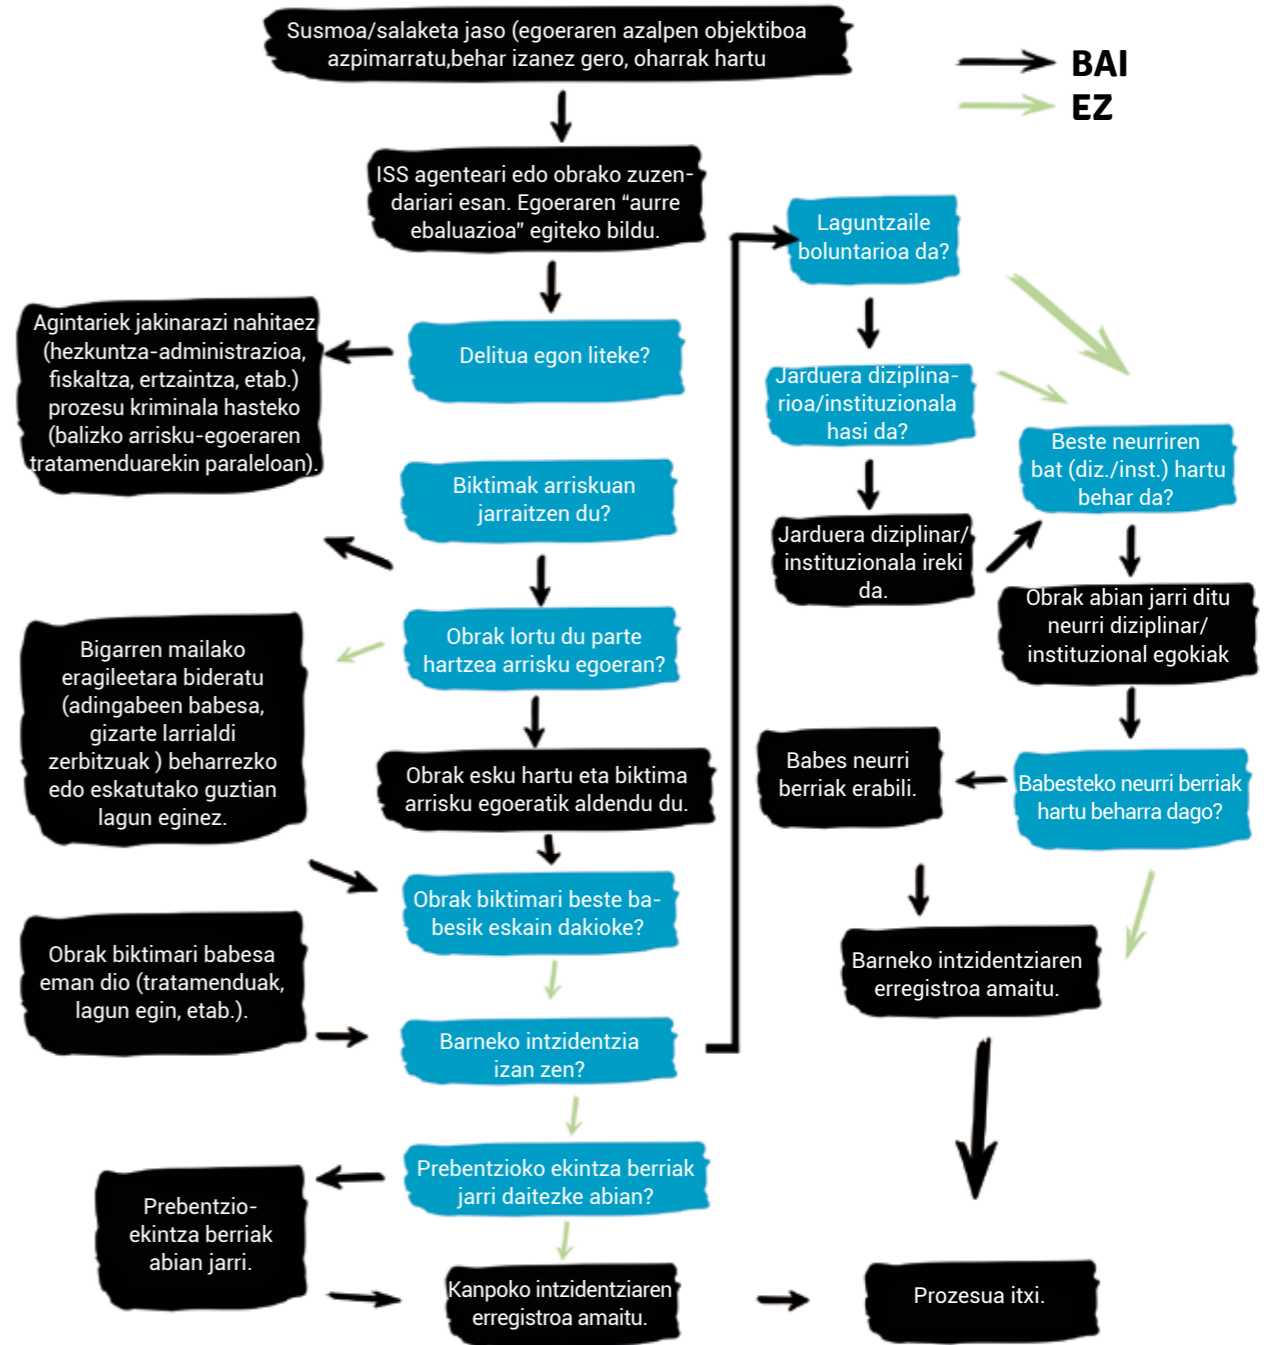 Susmoa/salaketa jaso (egoeraren azalpen objektiboa
azpimarratu,behar izanez gero, oharrak hartu
BAI
EZ
ISS agenteari edo obrako zuzen-
dariari esan. Egoeraren “aurre
ebaluazioa” egiteko bildu.
Delitua egon liteke?
Agintariek jakinarazi nahitaez
(hezkuntza-administrazioa,
fiskaltza, ertzaintza, etab.)
prozesu kriminala hasteko
(balizko arrisku-egoeraren
tratamenduarekin paraleloan).
Biktimak arriskuan
jarraitzen du?
Obrak lortu du parte
hartzea arrisku egoeran?
Bigarren mailako
eragileetara bideratu
(adingabeen babesa,
gizarte larrialdi
zerbitzuak ) beharrezko
edo eskatutako guztian
lagun eginez.
Obrak esku hartu eta biktima
arrisku egoeratik aldendu du.
Obrak biktimari beste ba-
besik eskain dakioke?
Obrak biktimari babesa
eman dio (tratamenduak,
lagun egin, etab.).
Barneko intzidentzia
izan zen?
Prebentzioko ekintza berriak
jarri daitezke abian?
Prebentzio-
ekintza berriak
abian jarri.
Kanpoko intzidentziaren
erregistroa amaitu.
Laguntzaile
boluntarioa da?
Jarduera diziplina-
rioa/instituzionala
hasi da?
Jarduera diziplinar/
instituzionala ireki
da.
Beste neurriren
bat (diz./inst.) hartu
behar da?
Obrak abian jarri ditu
neurri diziplinar/
instituzional egokiak
Babesteko neurri berriak
hartu beharra dago?
Babes neurri
berriak erabili.
Barneko intzidentziaren
erregistroa amaitu.
Prozesua itxi.